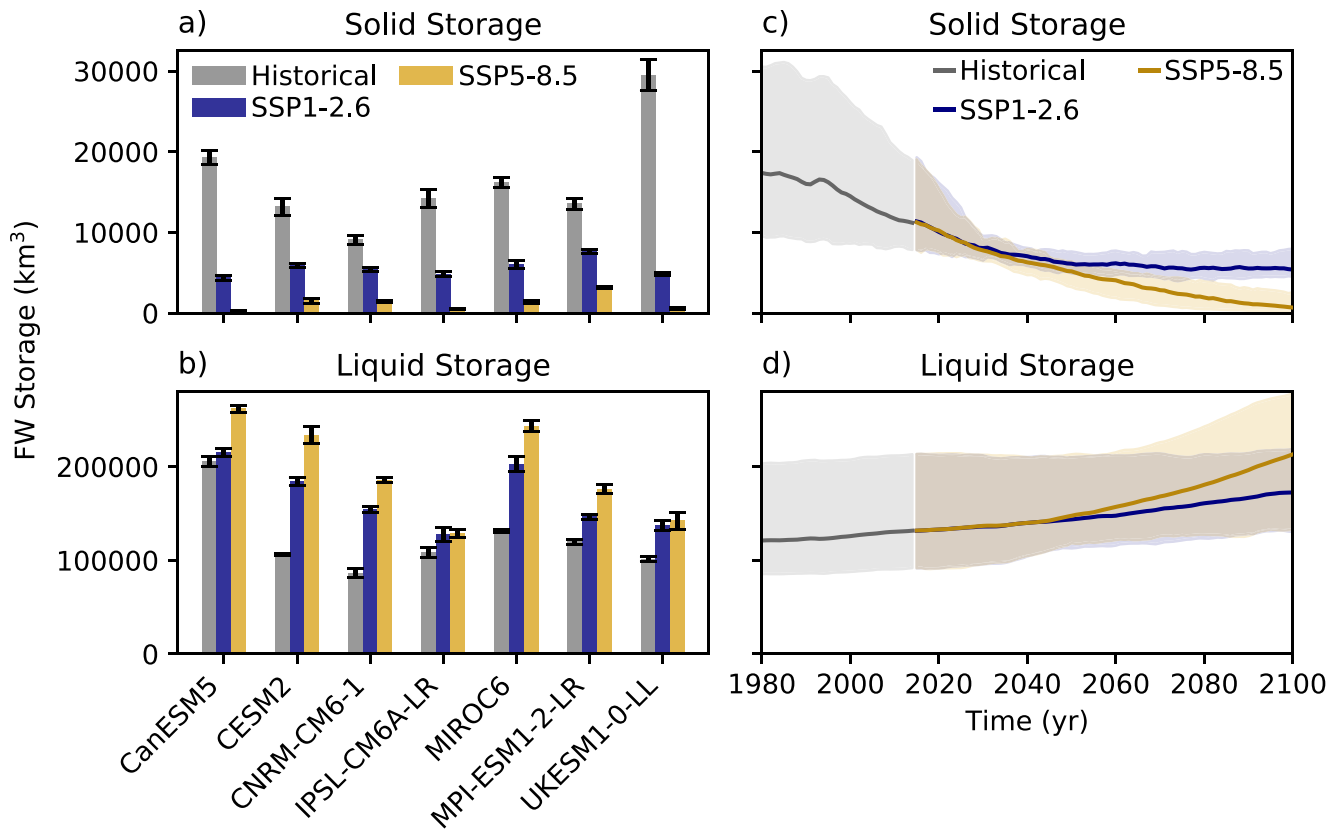 a) Solid Storage
Historical SSP5-8.5
SSP1-2.6
30000
20000
10000
0
FW Storage (km³)
b) Liquid Storage
200000
100000
0
CanESM5
CESM2
CNRM-CM6-1
IPSL-CM6A-LR
MIROC6
MPI-ESM1-2-LR
UKESM1-0-LL
c) Solid Storage
Historical SSP5-8.5
SSP1-2.6
d) Liquid Storage
1980 2000 2020 2040 2060 2080 2100
Time (yr)